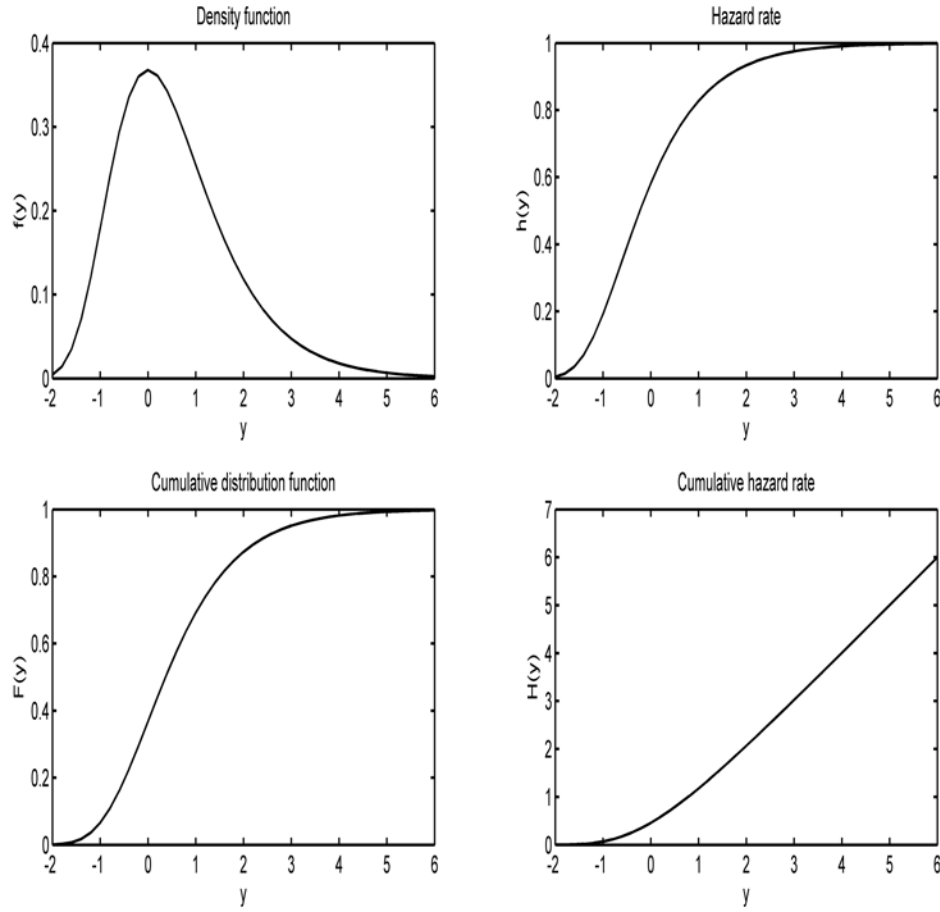 Density function
0.4
0.3
0.2
0.1
0
f(y)
-2 -1 0 1 2 3 4 5 6
y
Hazard rate
1
0.8
0.6
0.4
0.2
0
h(y)
-2 -1 0 1 2 3 4 5 6
y
Cumulative distribution function
1
0.8
0.6
0.4
0.2
0
F(y)
-2 -1 0 1 2 3 4 5 6
y
Cumulative hazard rate
7
6
5
4
3
2
1
0
H(y)
-2 -1 0 1 2 3 4 5 6
y